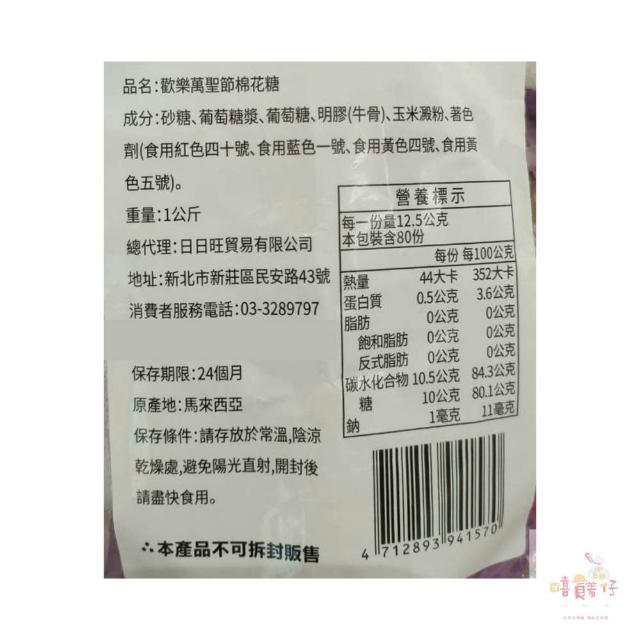 品名:歡樂萬聖節棉花糖
成分:砂糖、葡萄糖漿、葡萄糖、明膠(牛骨)、玉米澱粉、著色
劑(食用紅色四十號、食用藍色一號、食用黃色四號、食用黃
色五號)。
重量:1公斤
總代理:日日旺貿易有限公司
地址:新北市新莊區民安路43號
消費者服務電話:03-3289797
保存期限:24個月
原產地:馬來西亞
保存條件:請存放於常溫,陰涼
乾燥處,避免陽光直射,開封後
請盡快食用。
∴本產品不可拆封販售
營養標示
每一份量12.5公克
本包裝含80份
每份 每100公克
熱量 44大卡 352大卡
蛋白質 0.5公克 3.6公克
脂肪 0公克 0公克
飽和脂肪 0公克 0公克
反式脂肪 0公克 0公克
碳水化合物 10.5公克 84.3公克
糖 10公克 80.1公克
鈉 1毫克 11毫克
4 712893 941570